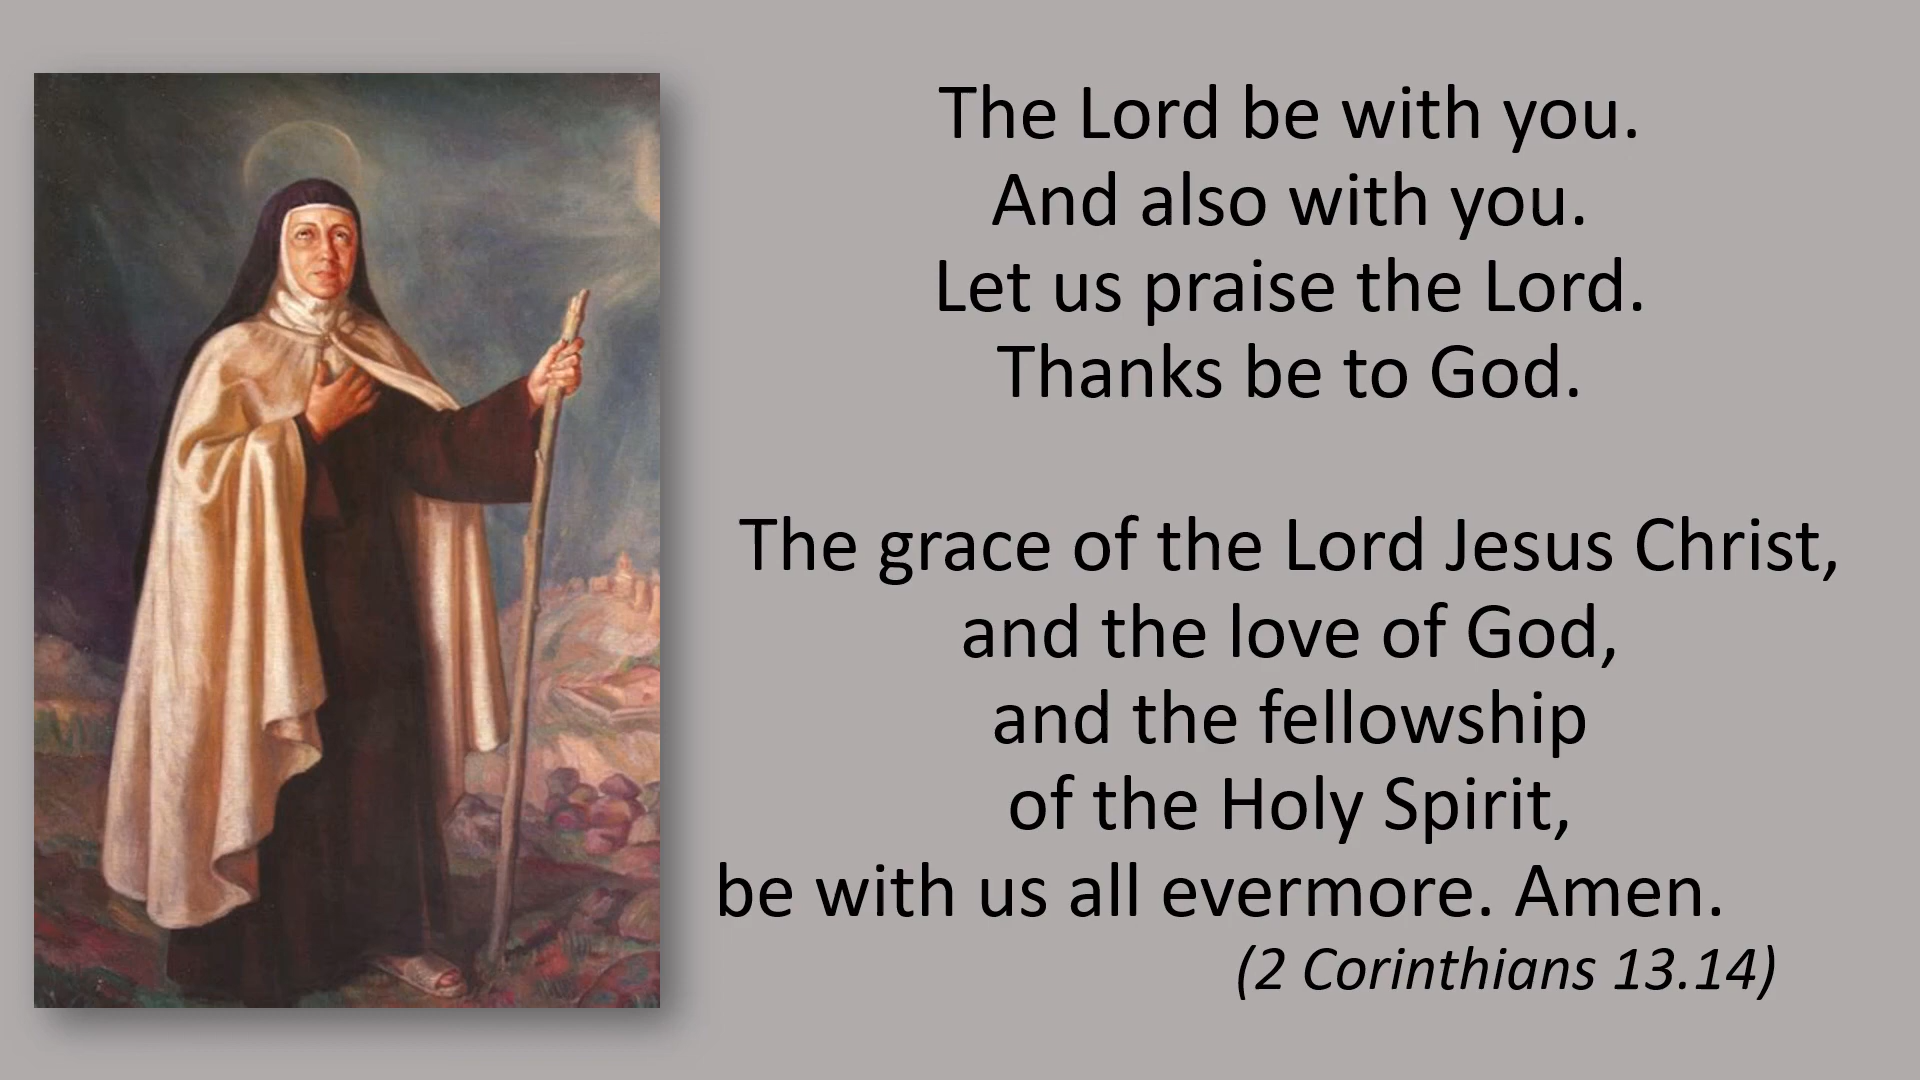 The Lord be with you.
And also with you.
Let us praise the Lord.
Thanks be to God.
The grace of the Lord Jesus Christ,
and the love of God,
and the fellowship
of the Holy Spirit,
be with us all evermore. Amen.
(2 Corinthians 13.14)